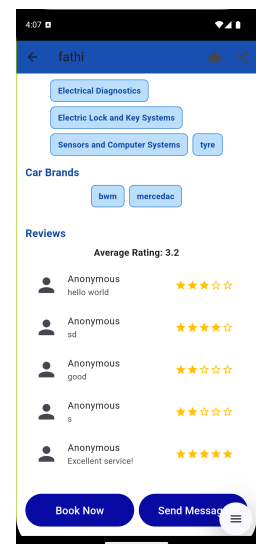 4:07
fathi
Electrical Diagnostics
Electric Lock and Key Systems
Sensors and Computer Systems tyre
Car Brands
bwm mercedac
Reviews
Average Rating: 3.2
Anonymous
hello world
Anonymous
sd
Anonymous
good
Anonymous
s
Anonymous
Excellent service!
Book Now Send Messag